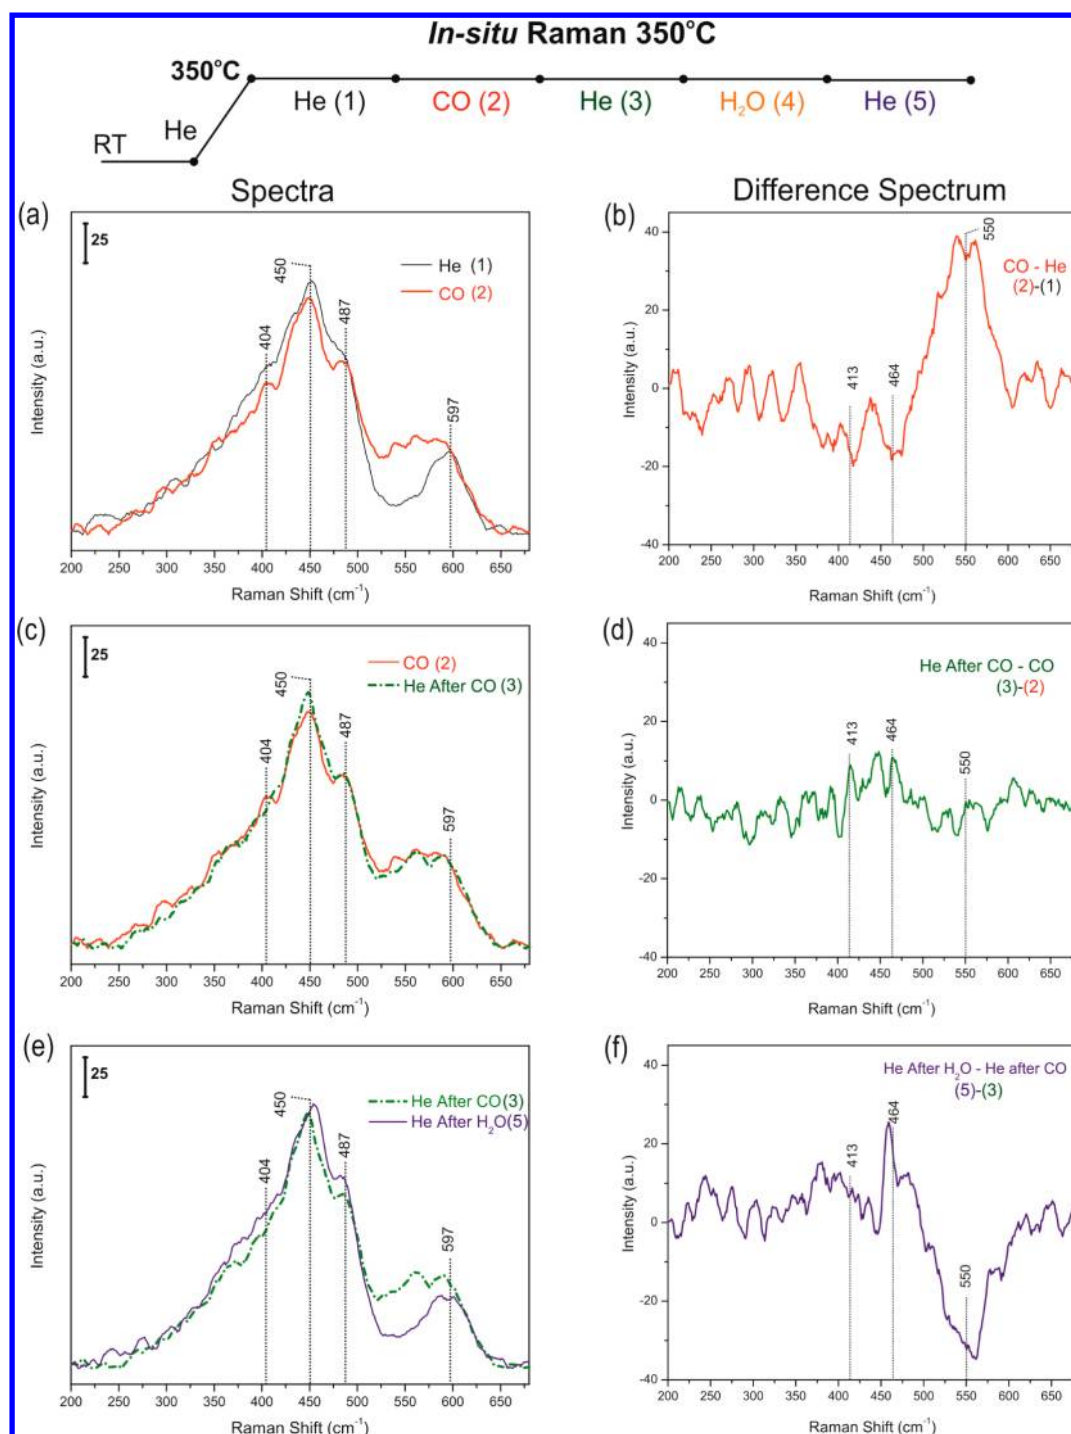 In-situ Raman 350°C
350°C
He (1) CO (2) He (3) H₂O (4) He (5)
He
RT
Spectra
Difference Spectrum
(a)
25
450
He (1)
CO (2)
404
487
597
Intensity (a.u.)
200 250 300 350 400 450 500 550 600 650
Raman Shift (cm⁻¹)
(b)
40
20
0
-20
-40
550
CO - He
(2)-(1)
413
464
Intensity (a.u.)
200 250 300 350 400 450 500 550 600 650
Raman Shift (cm⁻¹)
(c)
25
450
CO (2)
He After CO (3)
404
487
597
Intensity (a.u.)
200 250 300 350 400 450 500 550 600 650
Raman Shift (cm⁻¹)
(d)
40
20
0
-20
-40
He After CO - CO
(3)-(2)
413
464
550
Intensity (a.u.)
200 250 300 350 400 450 500 550 600 650
Raman Shift (cm⁻¹)
(e)
25
450
He After CO(3)
He After H₂O(5)
404
487
597
Intensity (a.u.)
200 250 300 350 400 450 500 550 600 650
Raman Shift (cm⁻¹)
(f)
40
20
0
-20
-40
He After H₂O - He after CO
(5)-(3)
413
464
550
Intensity (a.u.)
200 250 300 350 400 450 500 550 600 650
Raman Shift (cm⁻¹)